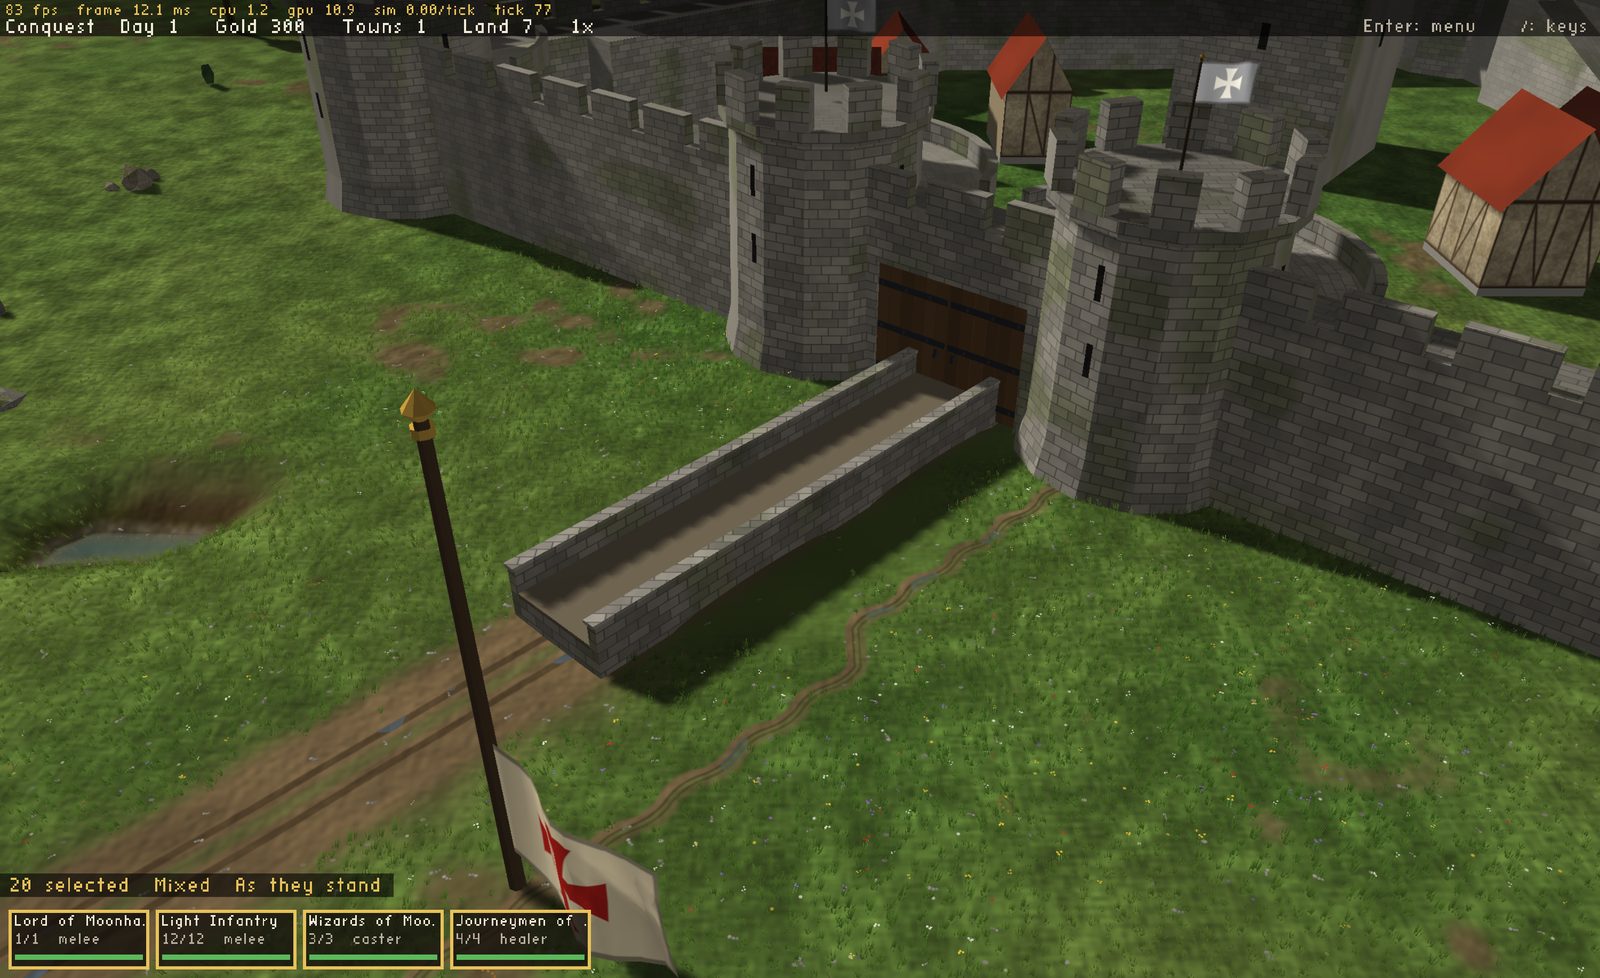 83 fps frame 12.1 ms cpu 1.2 gpu 10.9 sim 0.00/tick tick 77
Conquest Day 1 Gold 300 Towns 1 Land 7 1x
Enter: menu /: keys
20 selected Mixed As they stand
Lord of Moonha.
1/1 melee
Light Infantry
12/12 melee
Wizards of Moo.
3/3 caster
Journeymen of
4/4 healer